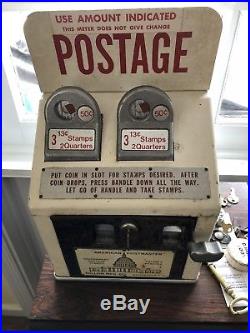 USE AMOUNT INDICATED
THIS METER DOES NOT GIVE CHANGE
POSTAGE
50¢
50¢
3 13¢ Stamps
2 Quarters
3 13¢ Stamps
2 Quarters
PUT COIN IN SLOT FOR STAMPS DESIRED. AFTER
COIN DROPS, PRESS HANDLE DOWN ALL THE WAY.
LET GO OF HANDLE AND TAKE STAMPS.
AMERICAN POSTMASTER